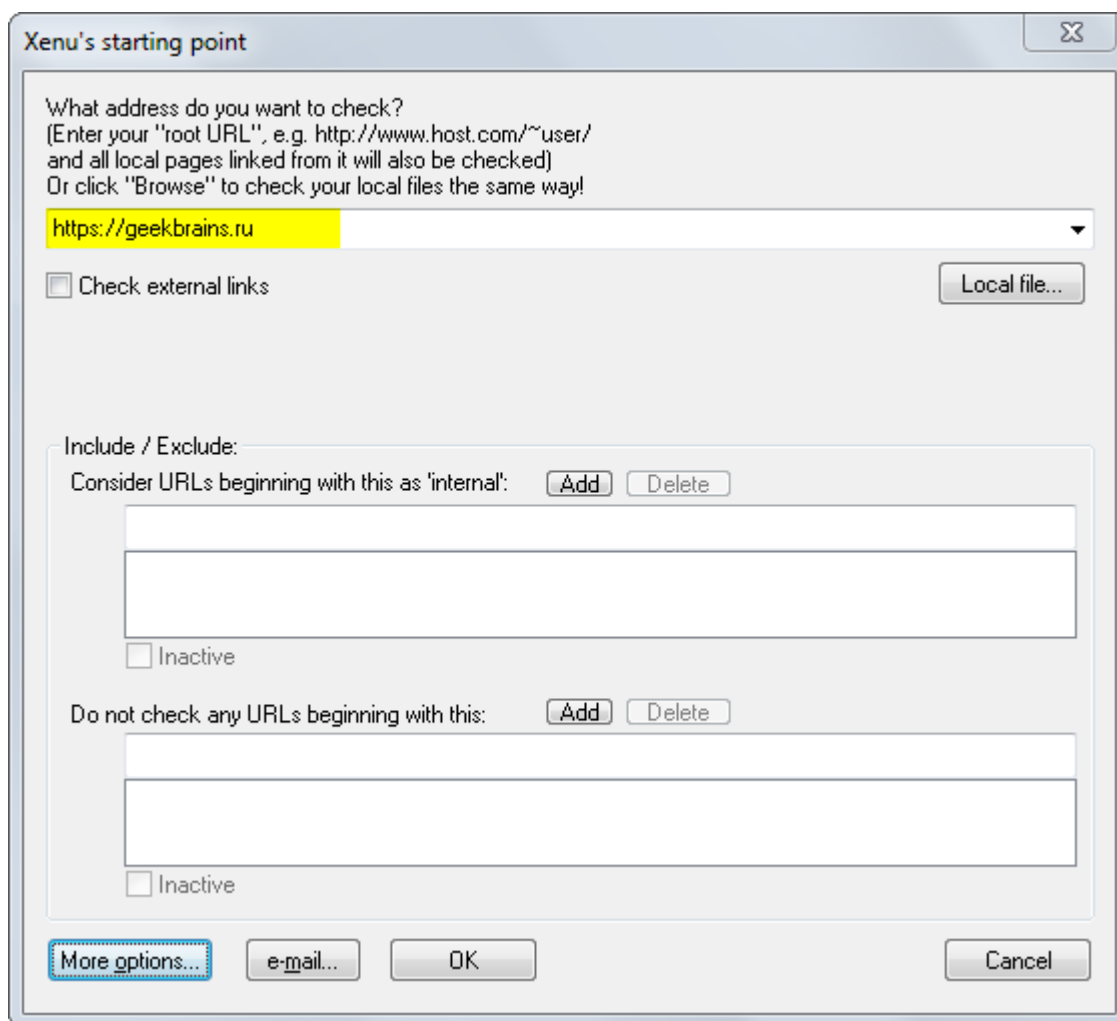 Xenu's starting point
What address do you want to check?
(Enter your "root URL", e.g. http://www.host.com/~user/
and all local pages linked from it will also be checked)
Or click "Browse" to check your local files the same way!
https://geekbrains.ru
Check external links
Local file...
Include / Exclude:
Consider URLs beginning with this as 'internal': Add Delete
Inactive
Do not check any URLs beginning with this: Add Delete
Inactive
More options... e-mail... OK Cancel